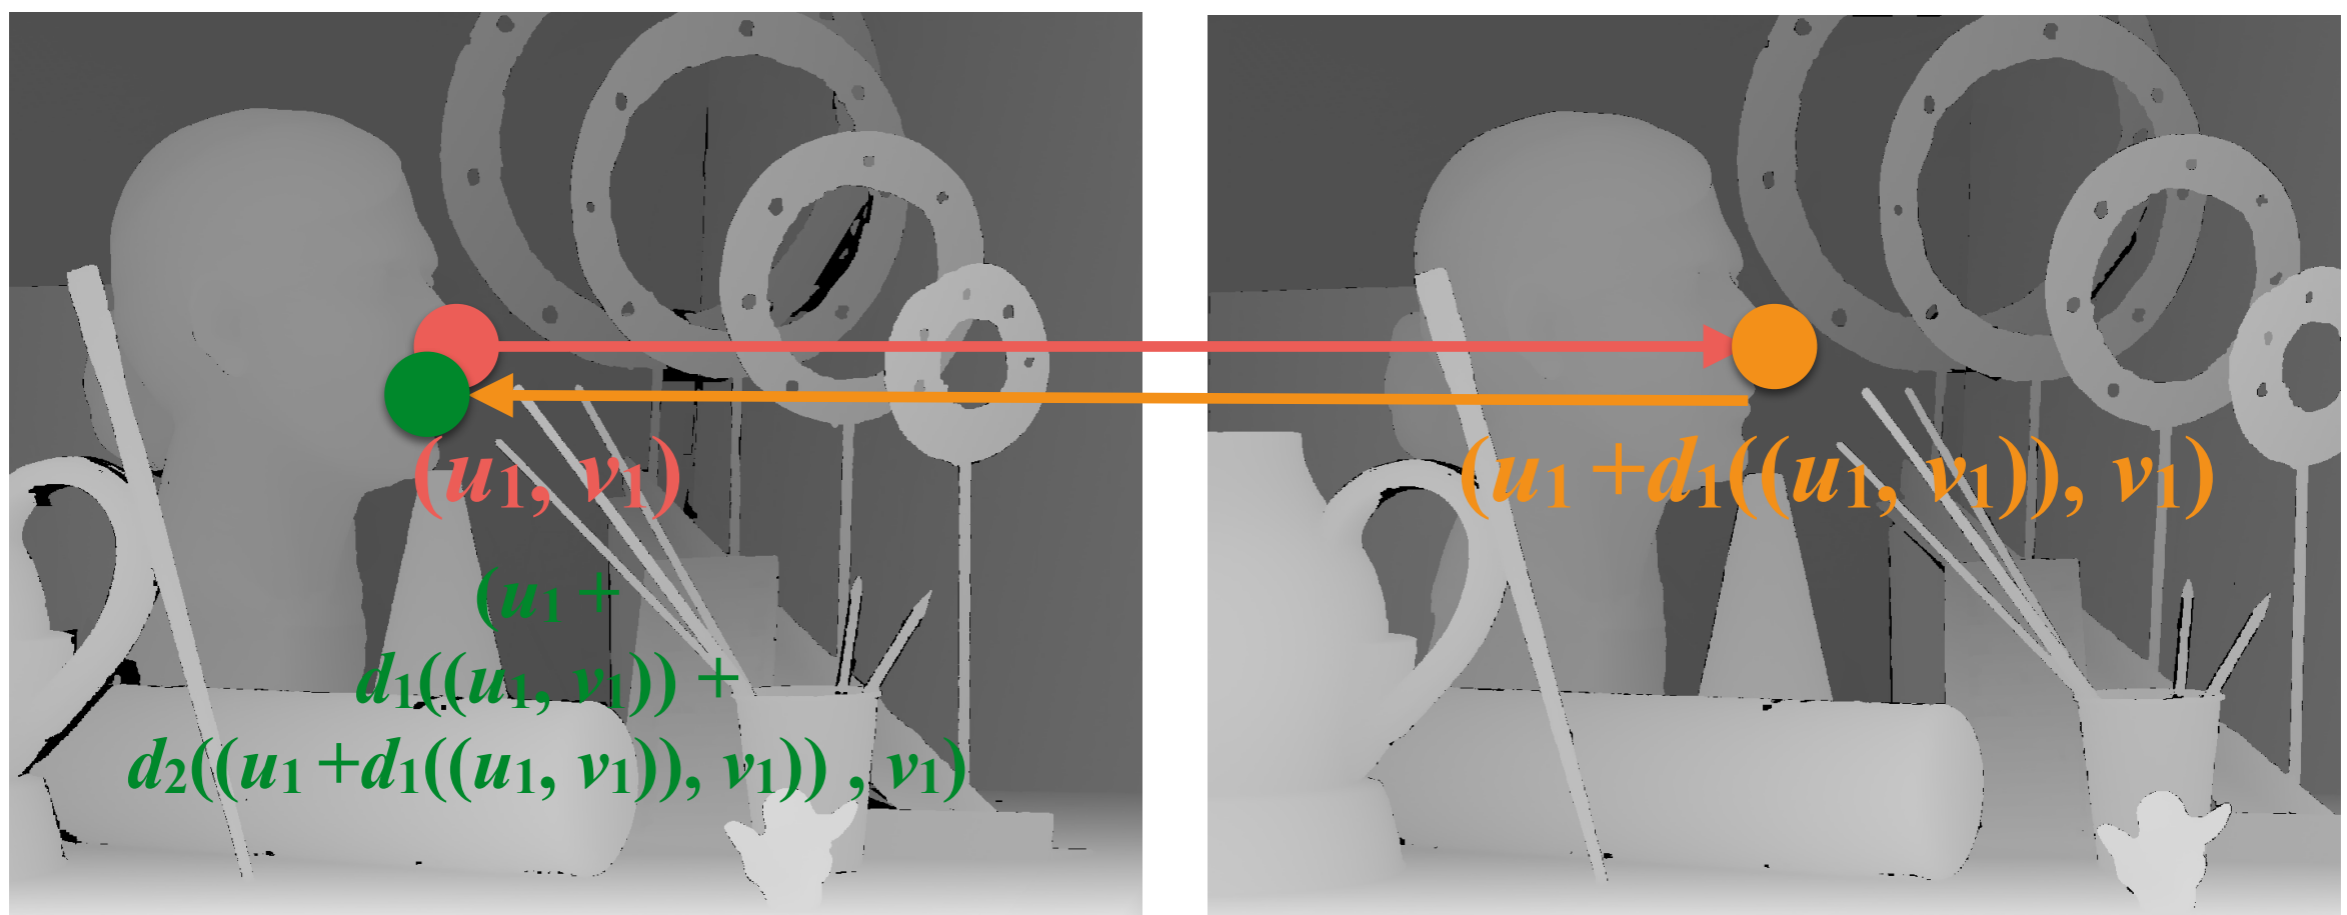 (u₁, v₁)
(u₁ +d₁((u₁, v₁)), v₁)
(u₁ +
d₁((u₁, v₁)) +
d₂((u₁ +d₁((u₁, v₁)), v₁)) , v₁)